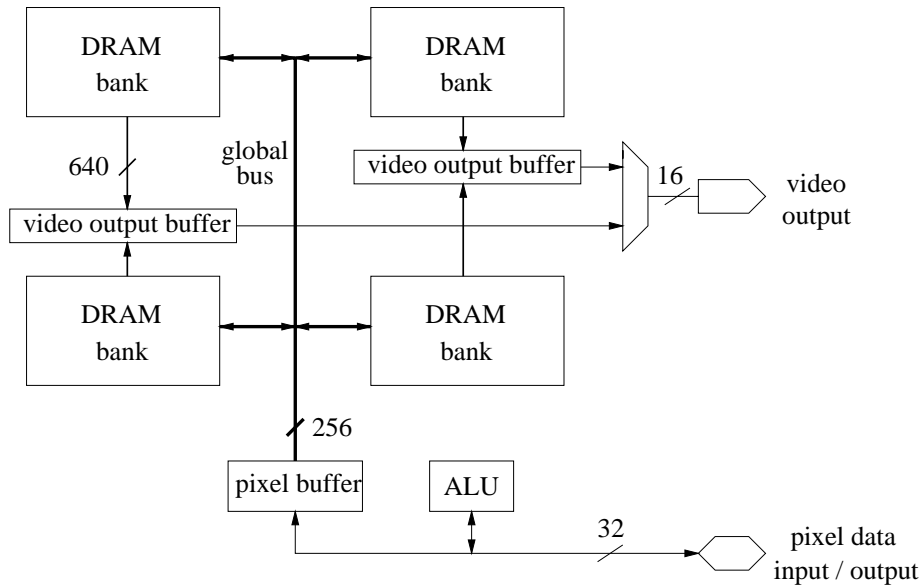 DRAM
bank
DRAM
bank
640
global
bus
video output buffer
16
video
output
video output buffer
DRAM
bank
DRAM
bank
256
pixel buffer
ALU
32
pixel data
input / output